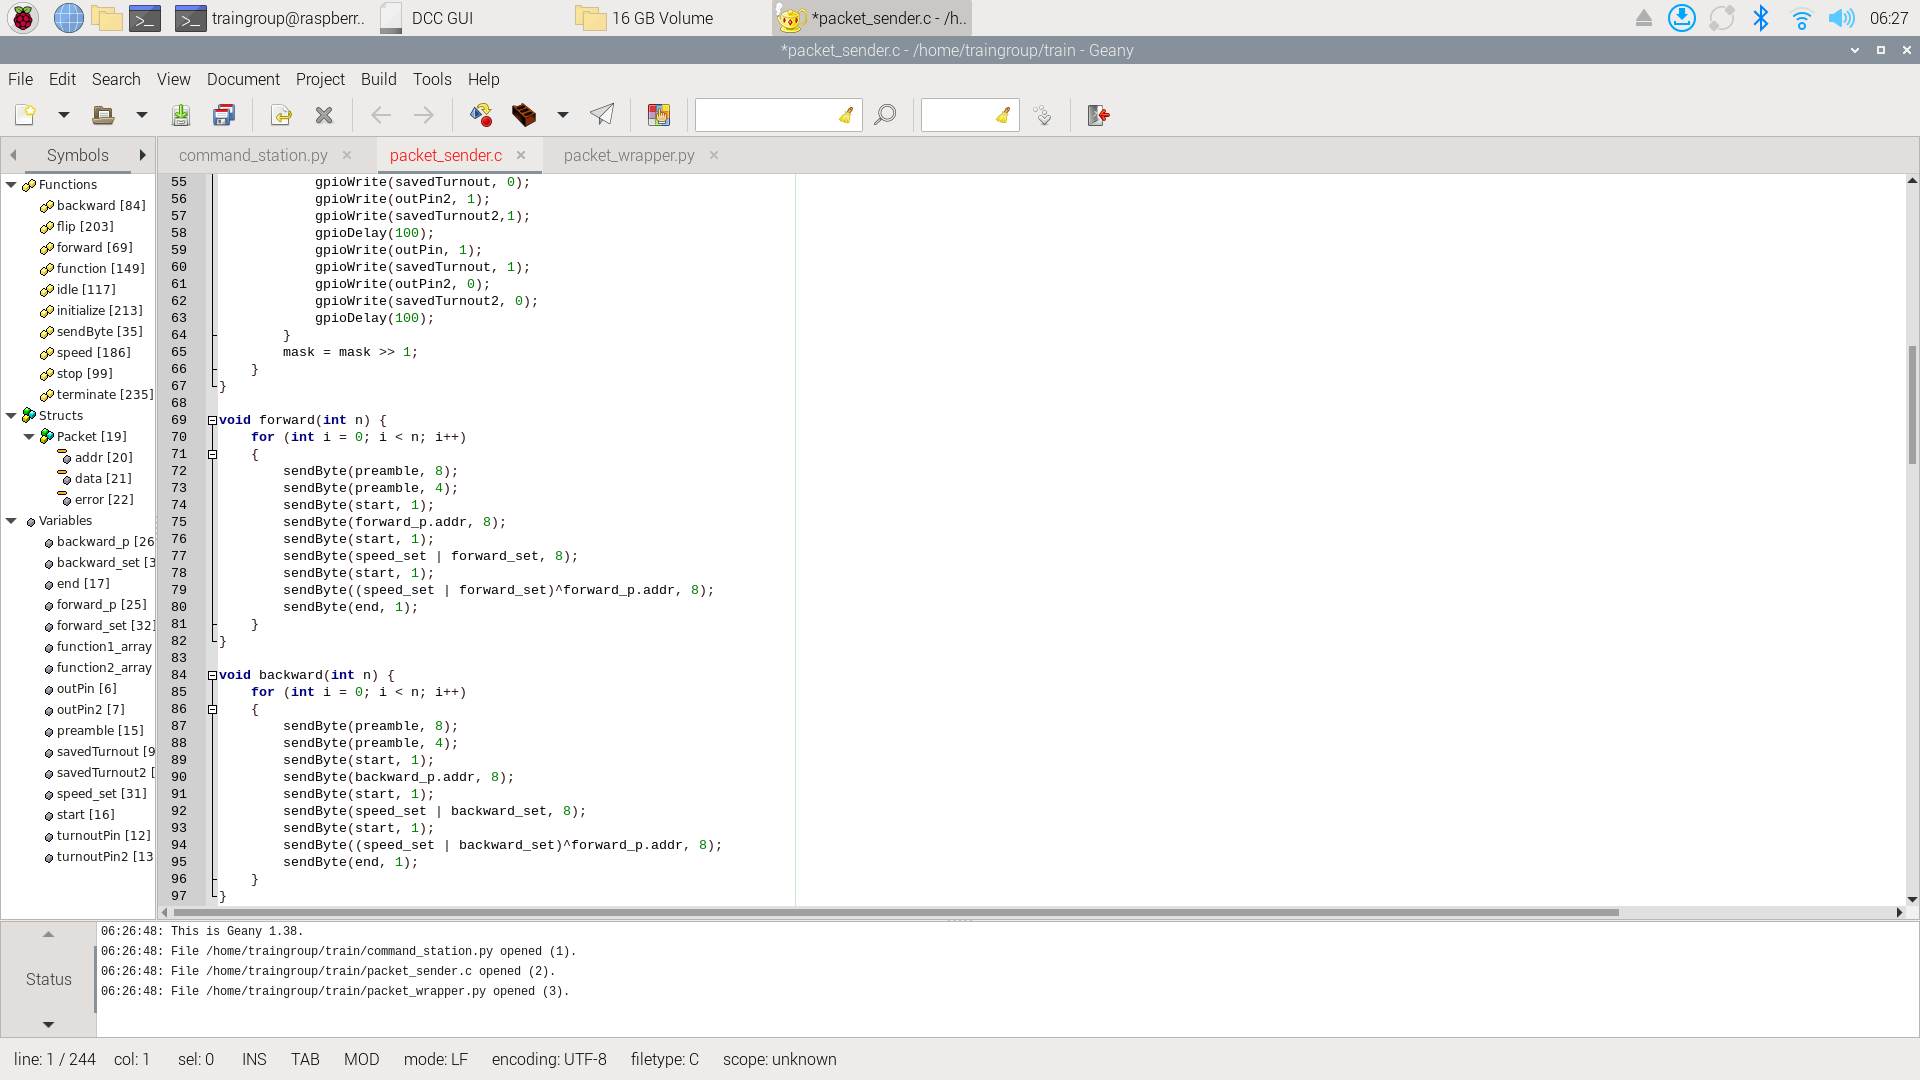 traingroup@raspberr.. DCC GUI 16 GB Volume *packet_sender.c - /h.. 06:27
*packet_sender.c - /home/traingroup/train - Geany
File Edit Search View Document Project Build Tools Help
Symbols
command_station.py packet_sender.c packet_wrapper.py
Functions
backward [84]
flip [203]
forward [69]
function [149]
idle [117]
initialize [213]
sendByte [35]
speed [186]
stop [99]
terminate [235]
Structs
Packet [19]
addr [20]
data [21]
error [22]
Variables
backward_p [26
backward_set [3
end [17]
forward_p [25]
forward_set [32]
function1_array
function2_array
outPin [6]
outPin2 [7]
preamble [15]
savedTurnout [9
savedTurnout2 [
speed_set [31]
start [16]
turnoutPin [12]
turnoutPin2 [13
55 gpioWrite(savedTurnout, 0);
56 gpioWrite(outPin2, 1);
57 gpioWrite(savedTurnout2,1);
58 gpioDelay(100);
59 gpioWrite(outPin, 1);
60 gpioWrite(savedTurnout, 1);
61 gpioWrite(outPin2, 0);
62 gpioWrite(savedTurnout2, 0);
63 gpioDelay(100);
64 }
65 mask = mask >> 1;
66 }
67 }
68
69 void forward(int n) {
70 for (int i = 0; i < n; i++)
71 {
72 sendByte(preamble, 8);
73 sendByte(preamble, 4);
74 sendByte(start, 1);
75 sendByte(forward_p.addr, 8);
76 sendByte(start, 1);
77 sendByte(speed_set | forward_set, 8);
78 sendByte(start, 1);
79 sendByte((speed_set | forward_set)^forward_p.addr, 8);
80 sendByte(end, 1);
81 }
82 }
83
84 void backward(int n) {
85 for (int i = 0; i < n; i++)
86 {
87 sendByte(preamble, 8);
88 sendByte(preamble, 4);
89 sendByte(start, 1);
90 sendByte(backward_p.addr, 8);
91 sendByte(start, 1);
92 sendByte(speed_set | backward_set, 8);
93 sendByte(start, 1);
94 sendByte((speed_set | backward_set)^forward_p.addr, 8);
95 sendByte(end, 1);
96 }
97 }
Status
06:26:48: This is Geany 1.38.
06:26:48: File /home/traingroup/train/command_station.py opened (1).
06:26:48: File /home/traingroup/train/packet_sender.c opened (2).
06:26:48: File /home/traingroup/train/packet_wrapper.py opened (3).
line: 1 / 244 col: 1 sel: 0 INS TAB MOD mode: LF encoding: UTF-8 filetype: C scope: unknown